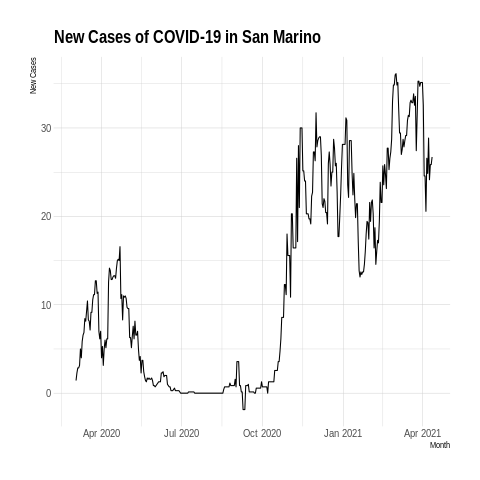 New Cases of COVID-19 in San Marino
New Cases
30
20
10
0
Apr 2020 Jul 2020 Oct 2020 Jan 2021 Apr 2021
Month